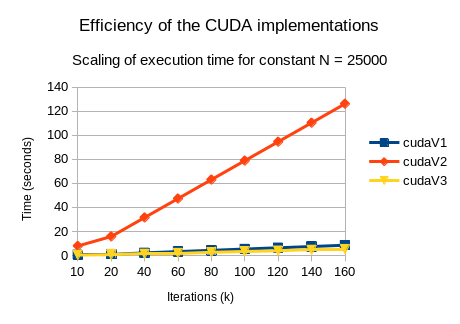 Efficiency of the CUDA implementations
Scaling of execution time for constant N = 25000
140
120
100
80
60
40
20
0
Time (seconds)
10 20 40 60 80 100 120 140 160
Iterations (k)
cudaV1
cudaV2
cudaV3